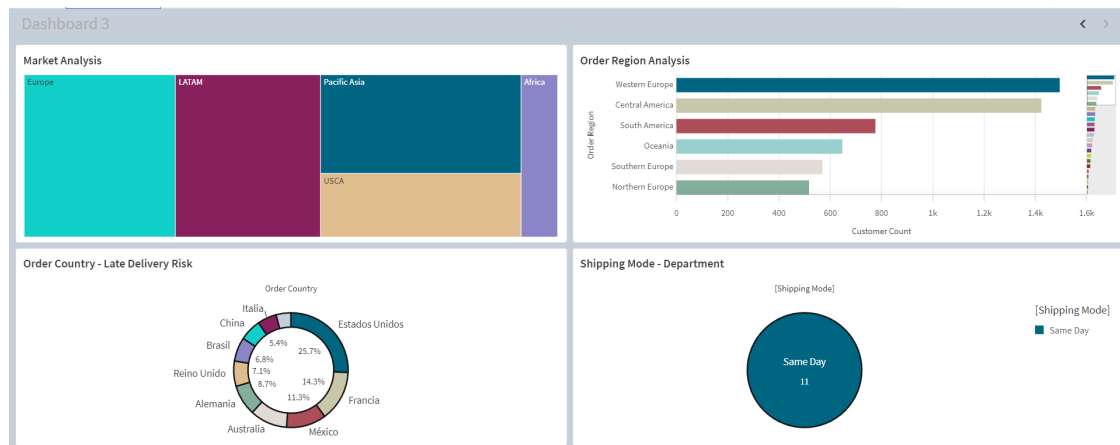 Dashboard 3
Market Analysis
Europe
LATAM
Pacific Asia
Africa
USCA
Order Region Analysis
Order Region
Western Europe
Central America
South America
Oceania
Southern Europe
Northern Europe
0 200 400 600 800 1k 1.2k 1.4k 1.6k
Customer Count
Order Country - Late Delivery Risk
Order Country
Italia
China
Brasil
Reino Unido
Alemania
Australia
México
Francia
Estados Unidos
5.4%
25.7%
6.8%
7.1%
8.7%
14.3%
11.3%
Shipping Mode - Department
[Shipping Mode]
Same Day
11
[Shipping Mode]
Same Day